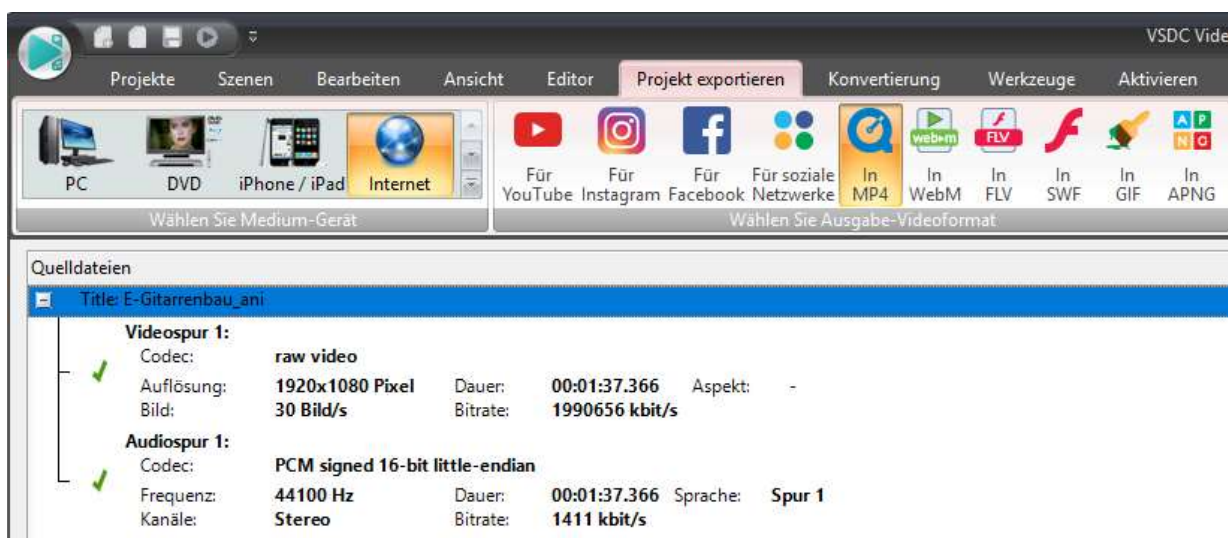 VSDC Vide
Projekte Szenen Bearbeiten Ansicht Editor Projekt exportieren Konvertierung Werkzeuge Aktivieren
PC DVD iPhone / iPad Internet
Wählen Sie Medium-Gerät
Für YouTube
Für Instagram
Für Facebook
Für soziale Netzwerke
In MP4
web-m
In WebM
FLV
In FLV
In SWF
In GIF
A P
N G
In APNG
Wählen Sie Ausgabe-Videoformat
Quelldateien
Title: E-Gitarrenbau_ani
Videospur 1:
Codec: raw video
Auflösung: 1920x1080 Pixel Dauer: 00:01:37.366 Aspekt: -
Bild: 30 Bild/s Bitrate: 1990656 kbit/s
Audiospur 1:
Codec: PCM signed 16-bit little-endian
Frequenz: 44100 Hz Dauer: 00:01:37.366 Sprache: Spur 1
Kanäle: Stereo Bitrate: 1411 kbit/s